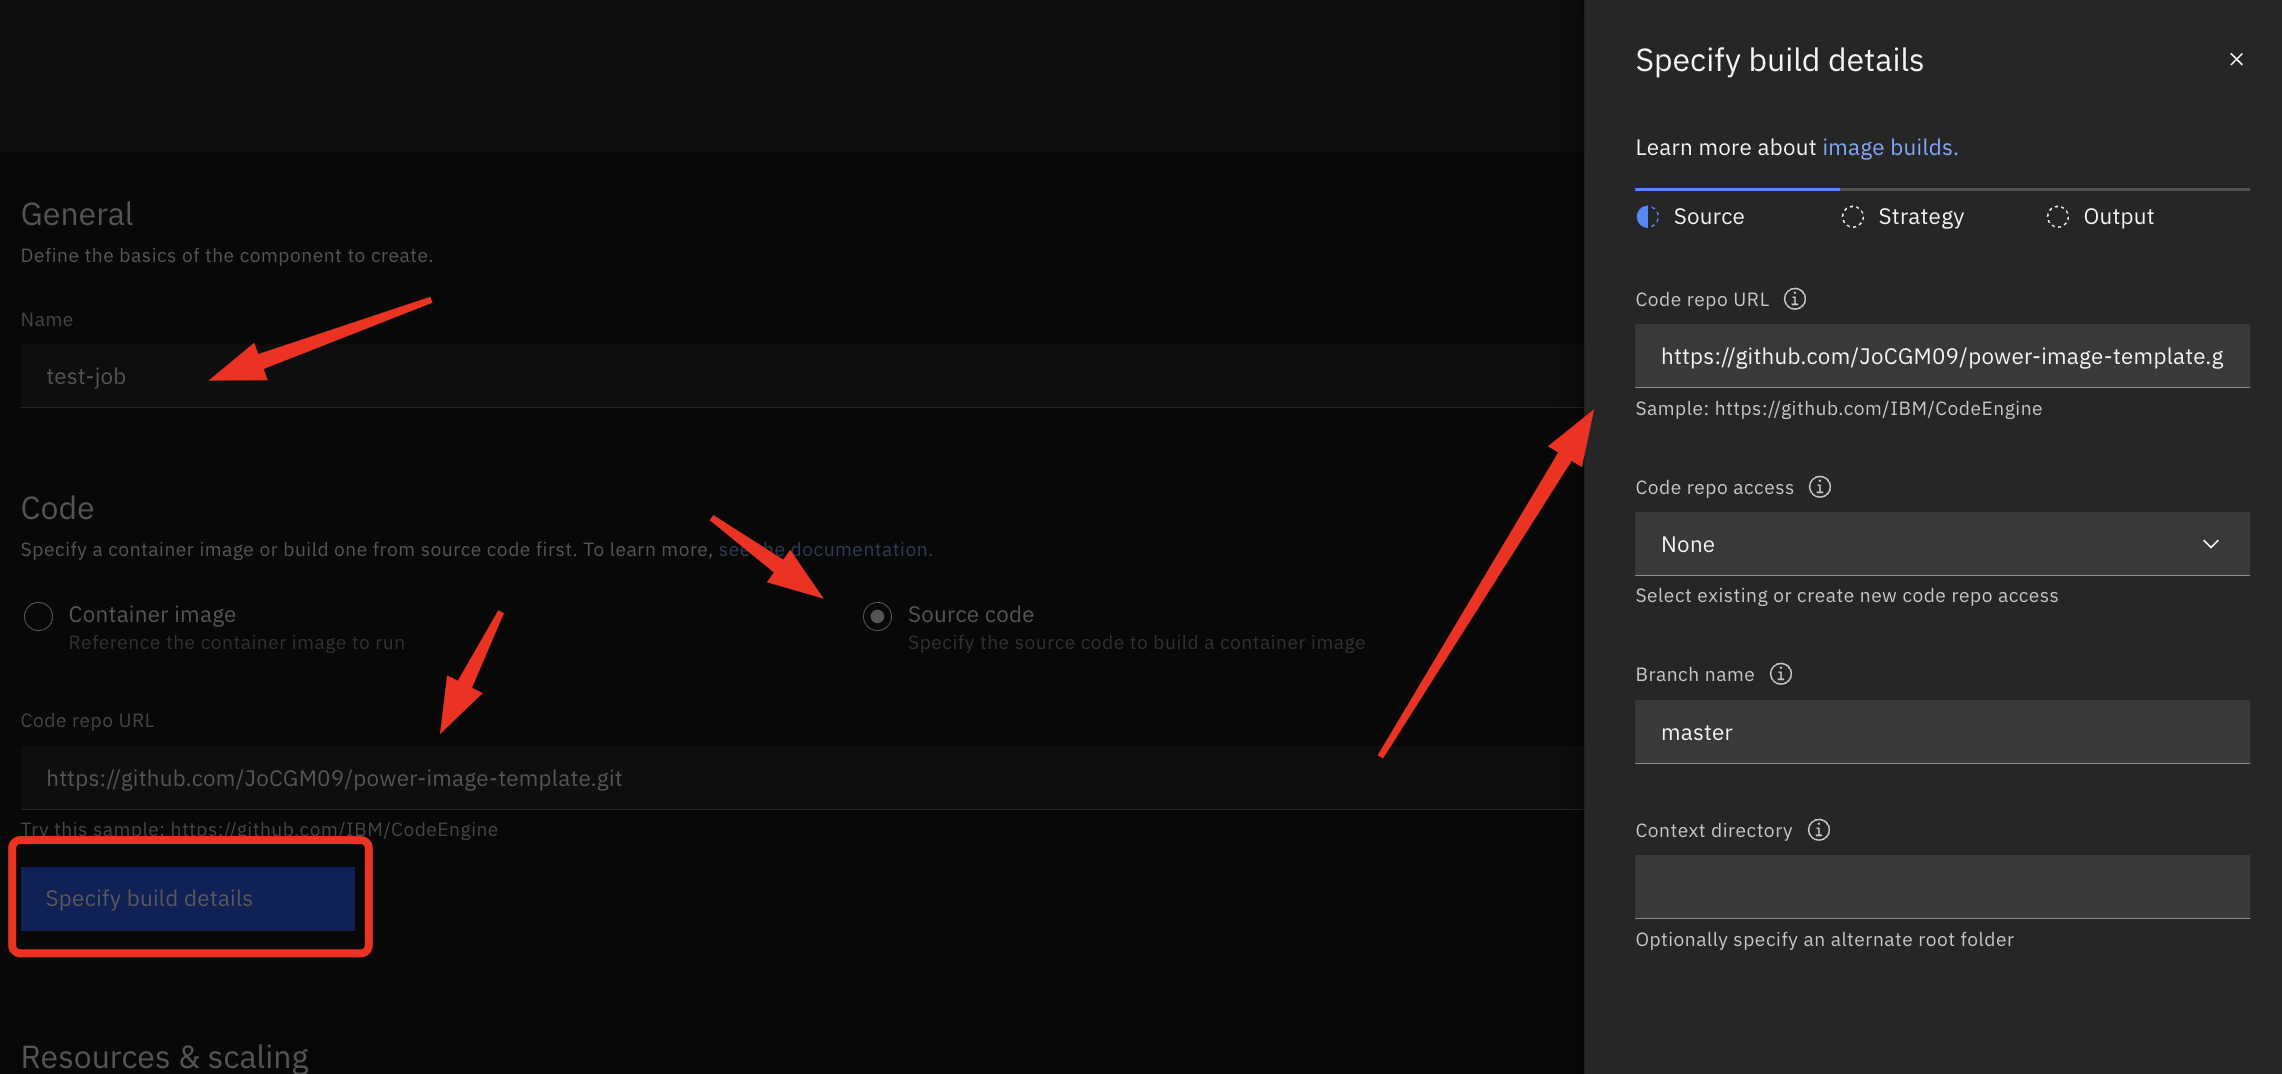 General
Define the basics of the component to create.
Name
test-job
Code
Specify a container image or build one from source code first. To learn more, see the documentation.
Container image
Reference the container image to run
Source code
Specify the source code to build a container image
Code repo URL
https://github.com/JoCGM09/power-image-template.git
Try this sample: https://github.com/IBM/CodeEngine
Specify build details
Resources & scaling
Specify build details
Learn more about image builds.
Source
Strategy
Output
Code repo URL
https://github.com/JoCGM09/power-image-template.g
Sample: https://github.com/IBM/CodeEngine
Code repo access
None
Select existing or create new code repo access
Branch name
master
Context directory
Optionally specify an alternate root folder